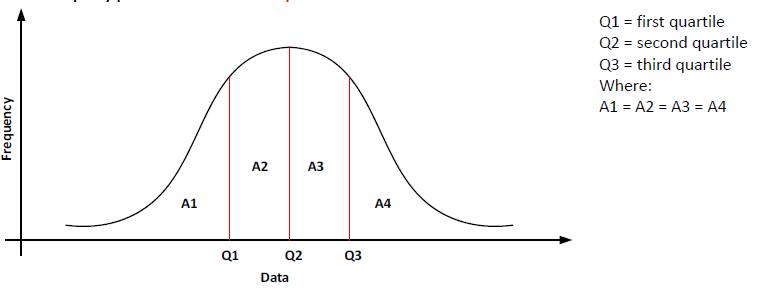 Q1 = first quartile
Q2 = second quartile
Q3 = third quartile
Where:
A1 = A2 = A3 = A4
Frequency
A2
A3
A1
A4
Q1
Q2
Q3
Data